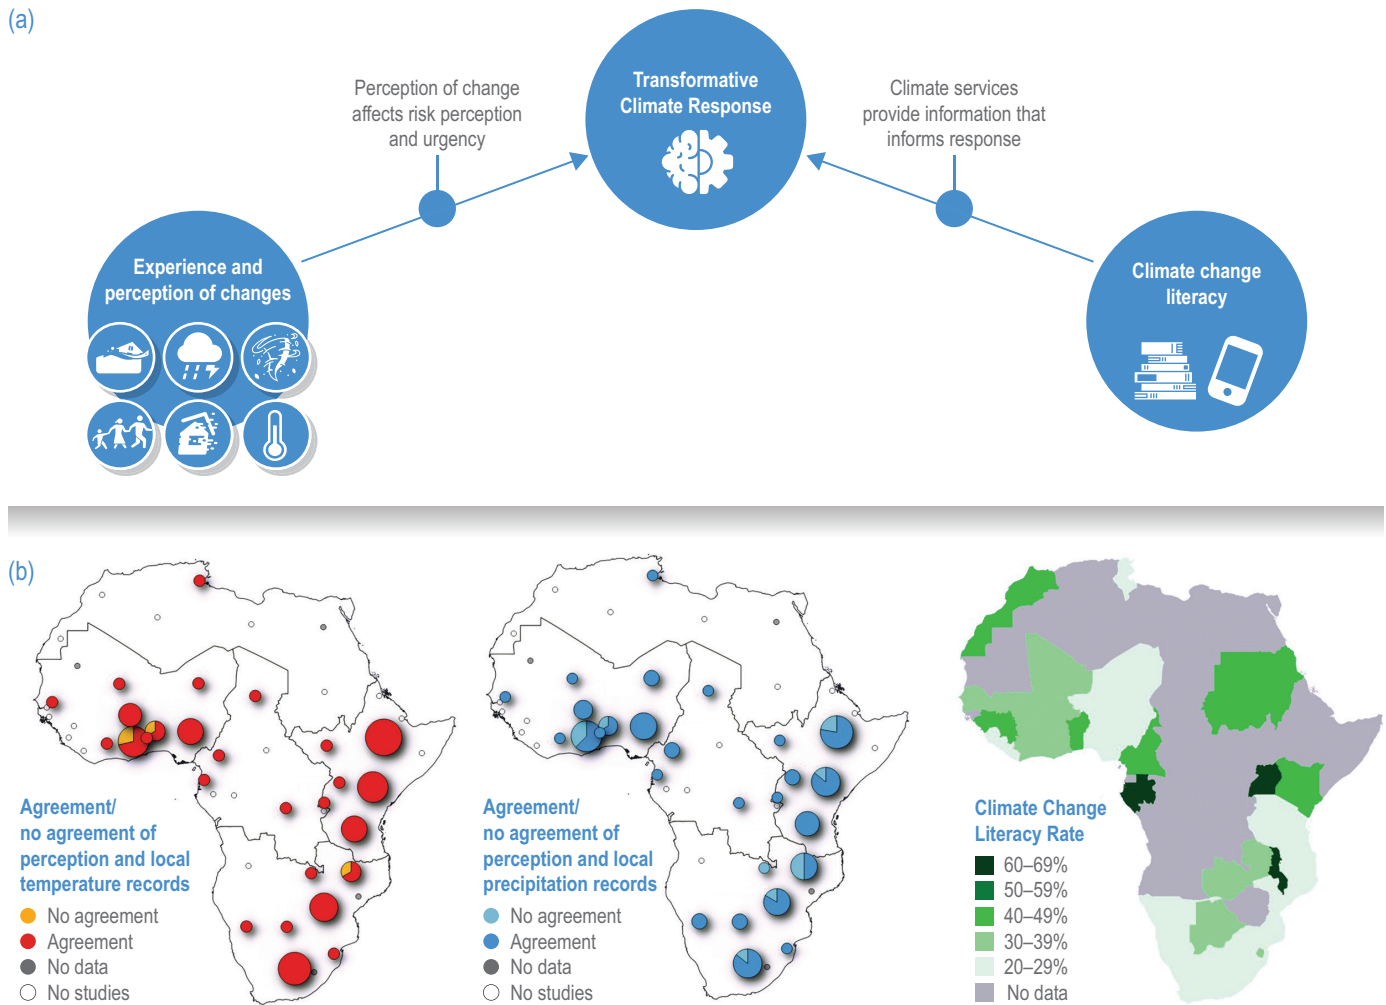 (a)
Perception of change
affects risk perception
and urgency
Transformative
Climate Response
Climate services
provide information that
informs response
Experience and
perception of changes
Climate change
literacy
(b)
Agreement/
no agreement of
perception and local
temperature records
No agreement
Agreement
No data
No studies
Agreement/
no agreement of
perception and local
precipitation records
No agreement
Agreement
No data
No studies
Climate Change
Literacy Rate
60–69%
50–59%
40–49%
30–39%
20–29%
No data